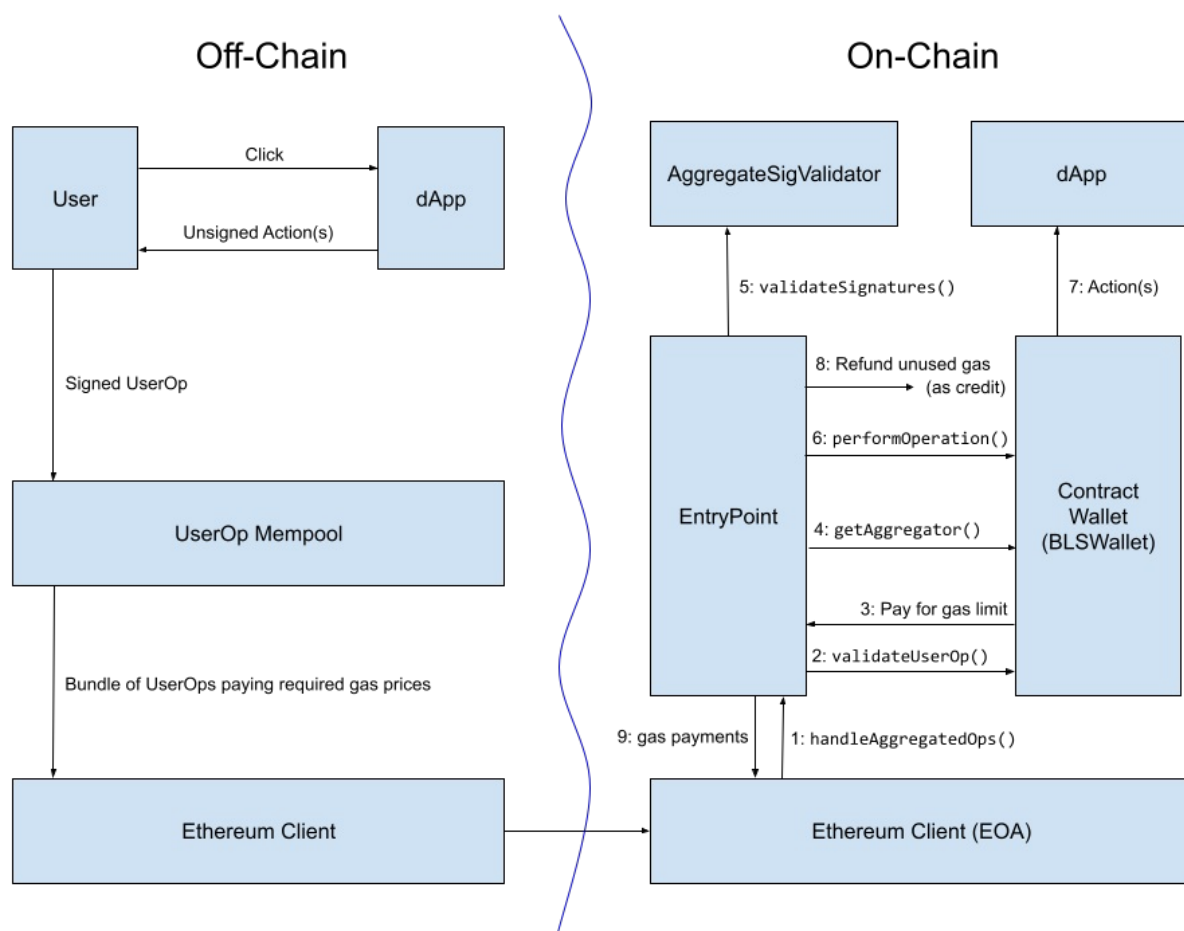 Off-Chain
On-Chain
User
Click
dApp
Unsigned Action(s)
Signed UserOp
UserOp Mempool
Bundle of UserOps paying required gas prices
Ethereum Client
AggregateSigValidator
dApp
5: validateSignatures()
7: Action(s)
EntryPoint
8: Refund unused gas
(as credit)
6: performOperation()
4: getAggregator()
3: Pay for gas limit
2: validateUserOp()
Contract
Wallet
(BLSWallet)
9: gas payments
1: handleAggregatedOps()
Ethereum Client (EOA)